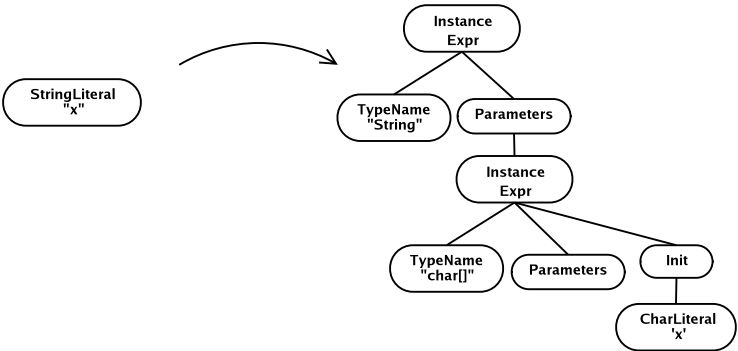 StringLiteral
"x"
Instance
Expr
TypeName
"String"
Parameters
Instance
Expr
TypeName
"char[]"
Parameters
Init
CharLiteral
'x'